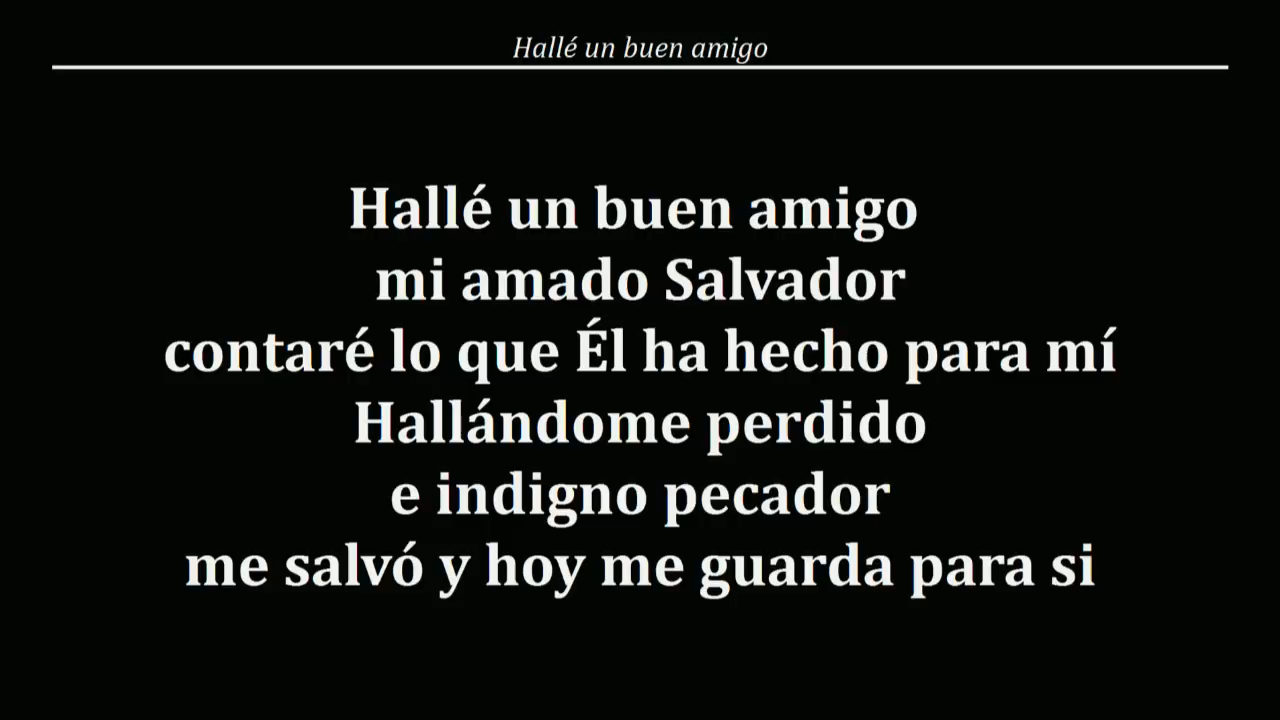 Hallé un buen amigo
Hallé un buen amigo
mi amado Salvador
contaré lo que Él ha hecho para mí
Hallándome perdido
e indigno pecador
me salvó y hoy me guarda para si